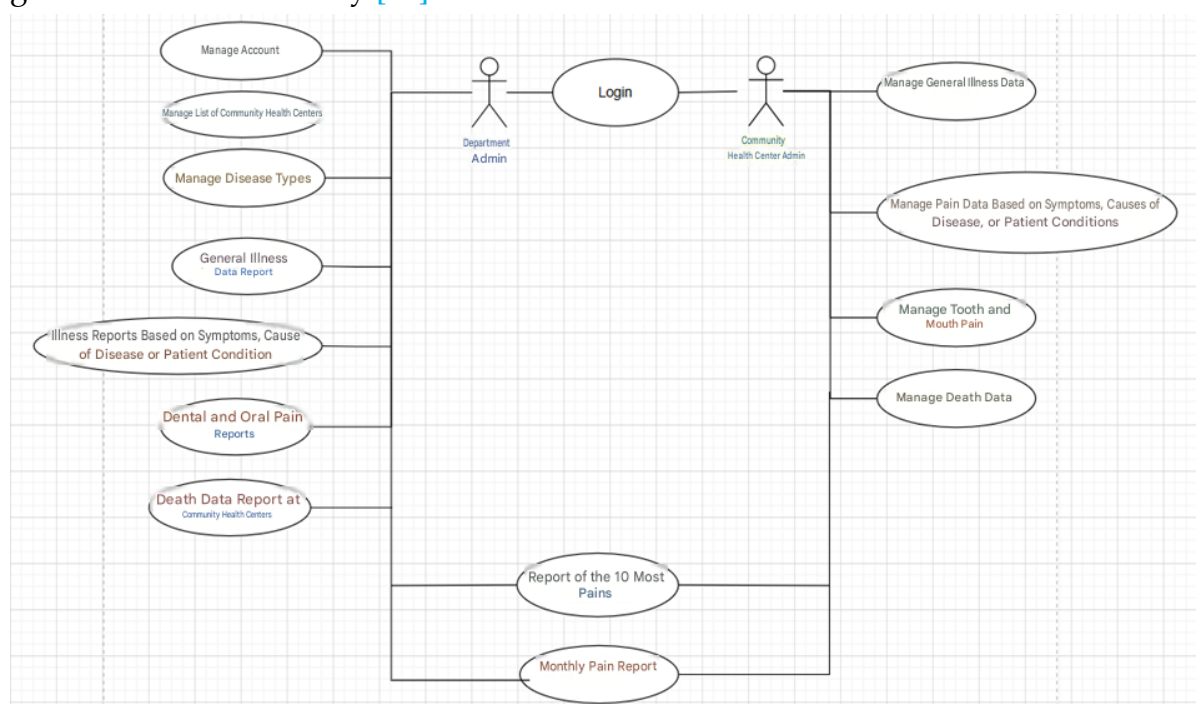 Manage Account
Manage List of Community Health Centers
Manage Disease Types
General Illness
Data Report
Illness Reports Based on Symptoms, Cause
of Disease or Patient Condition
Dental and Oral Pain
Reports
Death Data Report at
Community Health Centers
Department
Admin
Login
Community
Health Center Admin
Manage General Illness Data
Manage Pain Data Based on Symptoms, Causes of
Disease, or Patient Conditions
Manage Tooth and
Mouth Pain
Manage Death Data
Report of the 10 Most
Pains
Monthly Pain Report